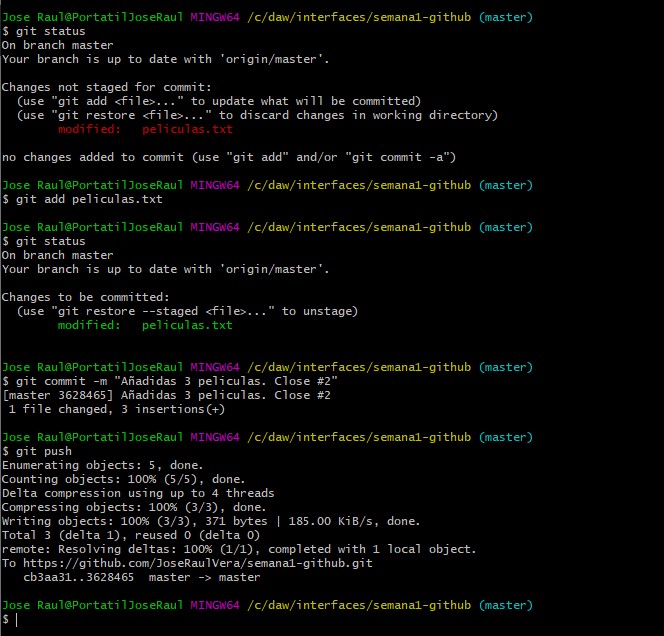 Jose Raul@PortatilJoseRaul MINGW64 /c/daw/interfaces/semana1-github (master)
$ git status
On branch master
Your branch is up to date with 'origin/master'.
Changes not staged for commit:
(use "git add <file>..." to update what will be committed)
(use "git restore <file>..." to discard changes in working directory)
modified: peliculas.txt
no changes added to commit (use "git add" and/or "git commit -a")
Jose Raul@PortatilJoseRaul MINGW64 /c/daw/interfaces/semana1-github (master)
$ git add peliculas.txt
Jose Raul@PortatilJoseRaul MINGW64 /c/daw/interfaces/semana1-github (master)
$ git status
On branch master
Your branch is up to date with 'origin/master'.
Changes to be committed:
(use "git restore --staged <file>..." to unstage)
modified: peliculas.txt
Jose Raul@PortatilJoseRaul MINGW64 /c/daw/interfaces/semana1-github (master)
$ git commit -m "Añadidas 3 peliculas. Close #2"
[master 3628465] Añadidas 3 peliculas. Close #2
1 file changed, 3 insertions(+)
Jose Raul@PortatilJoseRaul MINGW64 /c/daw/interfaces/semana1-github (master)
$ git push
Enumerating objects: 5, done.
Counting objects: 100% (5/5), done.
Delta compression using up to 4 threads
Compressing objects: 100% (3/3), done.
Writing objects: 100% (3/3), 371 bytes | 185.00 KiB/s, done.
Total 3 (delta 1), reused 0 (delta 0)
remote: Resolving deltas: 100% (1/1), completed with 1 local object.
To https://github.com/JoseRaulVera/semana1-github.git
cb3aa31..3628465 master -> master
Jose Raul@PortatilJoseRaul MINGW64 /c/daw/interfaces/semana1-github (master)
$